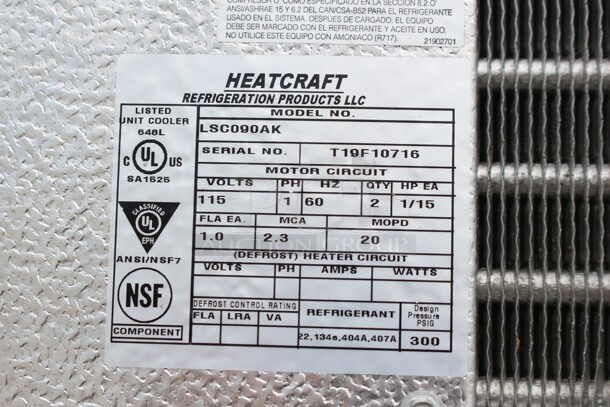 COMPRESOR O COMO ESPECIFICADO EN LA SECCIÓN 8.2.O
ANSI/ASHRAE 15 Y 6.2 DEL CAN/CSA-B52 PARA EL REFRIGERANTE
USADO EN EL SISTEMA. DESPUES DE CARGADO, EL EQUIPO
DEBE SER MARCADO CON EL REFRIGERANTE Y ACEITE EN USO.
NO UTILICE ESTE EQUIPO CON AMONIACO (R717). 21902701
HEATCRAFT
REFRIGERATION PRODUCTS LLC
LISTED
UNIT COOLER
648L
C UL US
SA1526
CLASSIFIED
UL
EPH
ANSI/NSF7
NSF
COMPONENT
MODEL NO.
LSC090AK
SERIAL NO. T19F10716
MOTOR CIRCUIT
VOLTS PH HZ QTY HP EA
115 1 60 2 1/15
FLA EA. MCA MOPD
1.0 2.3 20
(DEFROST) HEATER CIRCUIT
VOLTS PH AMPS WATTS
DEFROST CONTROL RATING REFRIGERANT Design Pressure PSIG
FLA LRA VA
22,134a,404A,407A 300
AUCTION GROUP